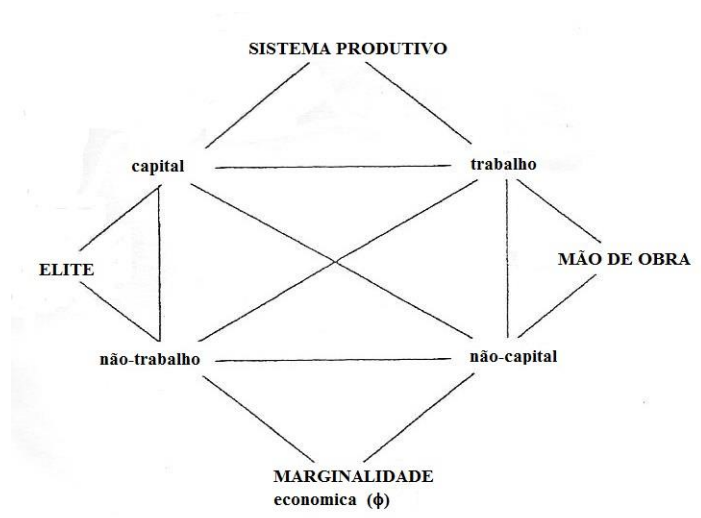 SISTEMA PRODUTIVO
capital
trabalho
ELITE
MÃO DE OBRA
não-trabalho
não-capital
MARGINALIDADE
economica (ϕ)